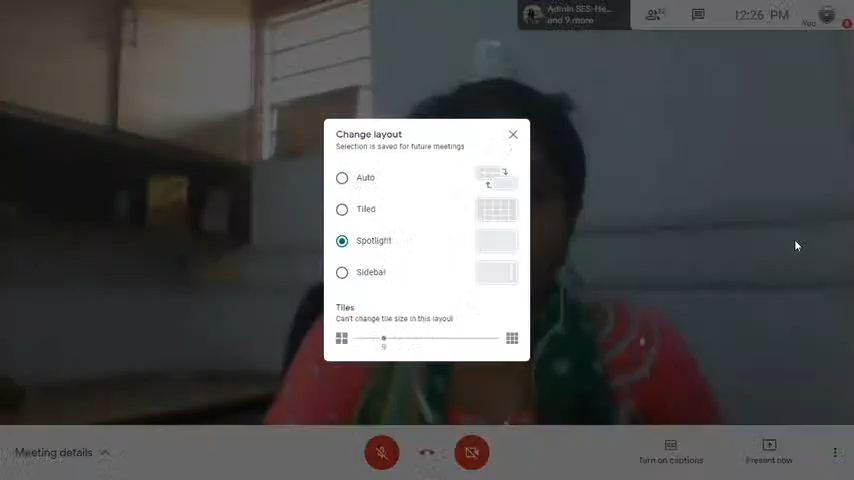 Admin SES-He...
and 9 more
12:26 PM
You
Change layout
Selection is saved for future meetings
Auto
Tiled
Spotlight
Sidebar
Tiles
Can't change tile size in this layout
9
Meeting details
CC
Turn on captions
Present now